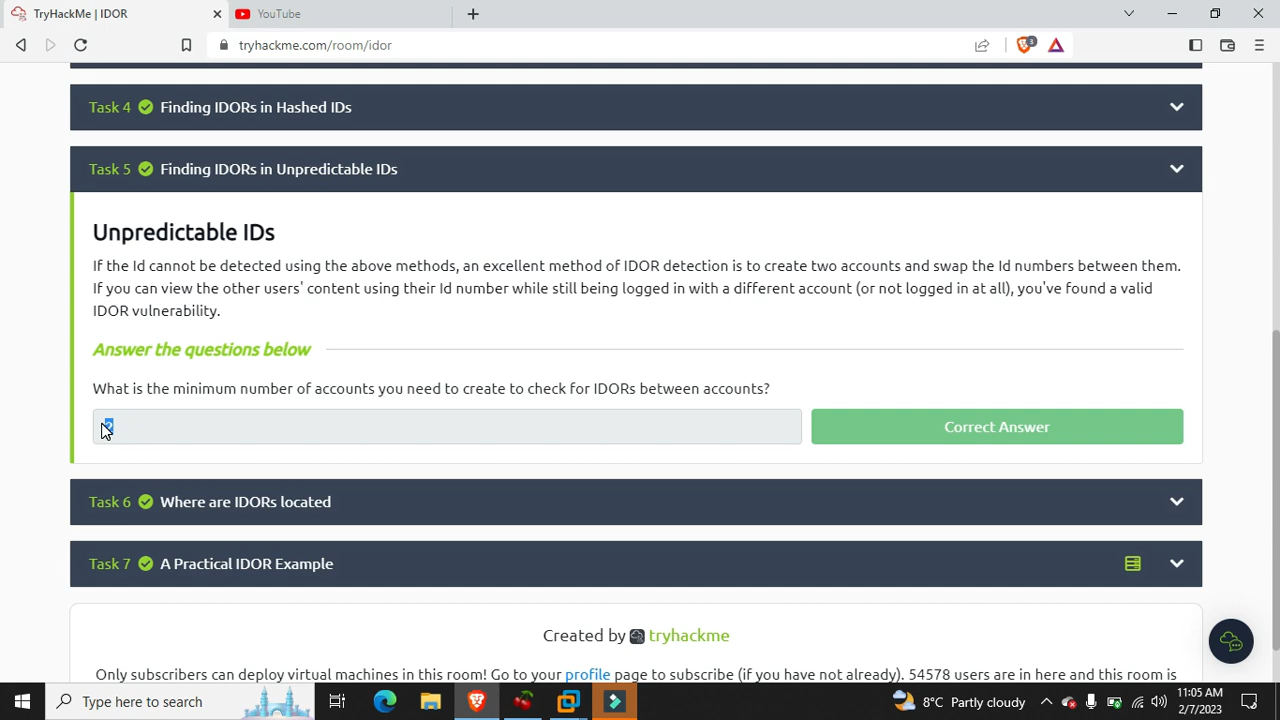 TryHackMe | IDOR
YouTube
tryhackme.com/room/idor
3
Task 4 Finding IDORs in Hashed IDs
Task 5 Finding IDORs in Unpredictable IDs
Unpredictable IDs
If the Id cannot be detected using the above methods, an excellent method of IDOR detection is to create two accounts and swap the Id numbers between them.
If you can view the other users' content using their Id number while still being logged in with a different account (or not logged in at all), you've found a valid
IDOR vulnerability.
Answer the questions below
What is the minimum number of accounts you need to create to check for IDORs between accounts?
Correct Answer
Task 6 Where are IDORs located
Task 7 A Practical IDOR Example
Created by tryhackme
Only subscribers can deploy virtual machines in this room! Go to your profile page to subscribe (if you have not already). 54578 users are in here and this room is
Type here to search
8°C Partly cloudy
11:05 AM
2/7/2023